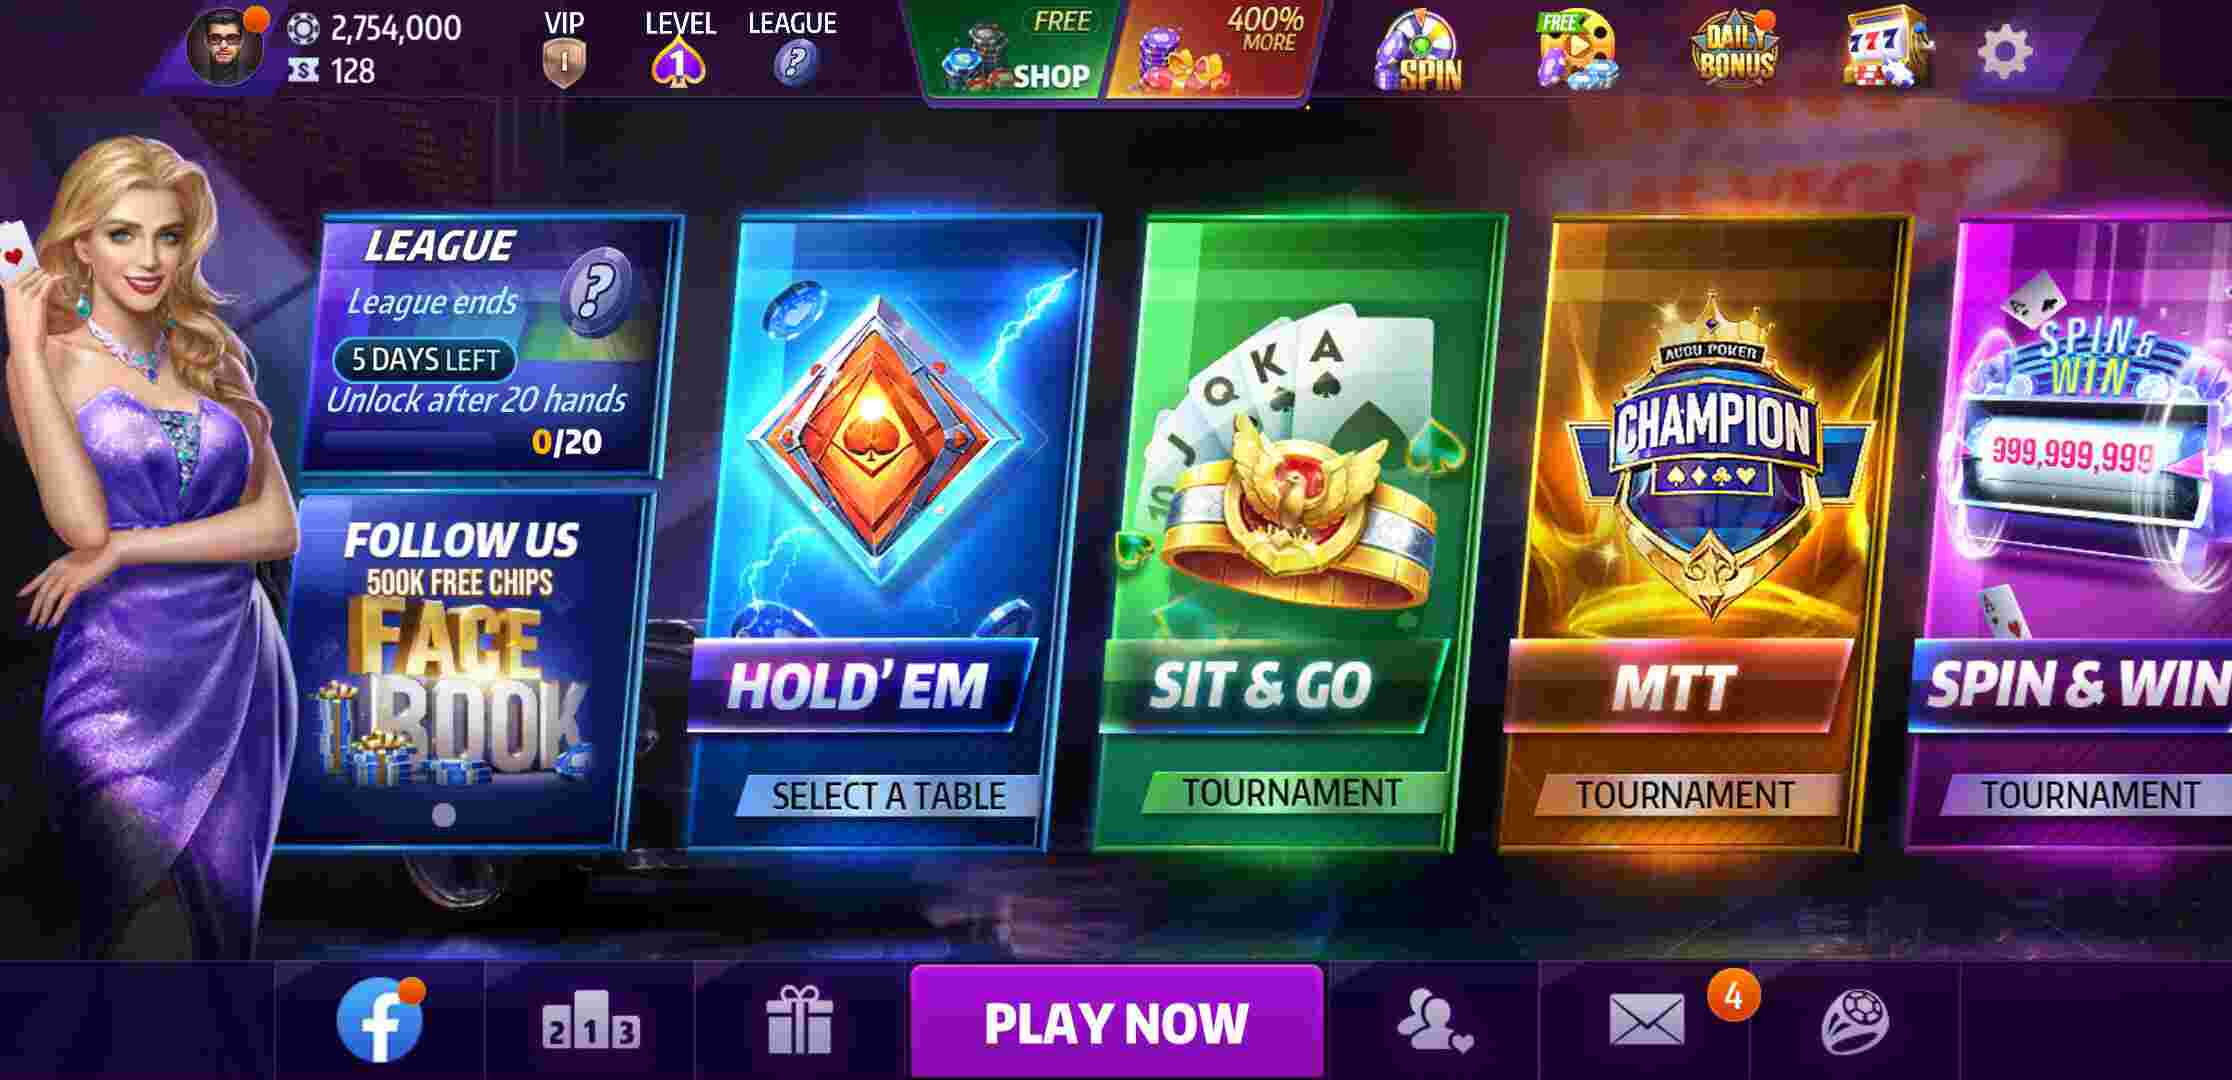 2,754,000
128
VIP
1
LEVEL
1
LEAGUE
?
FREE
SHOP
400%
MORE
SPIN
FREE
DAILY
BONUS
777
LEAGUE
?
League ends
5 DAYS LEFT
Unlock after 20 hands
0/20
FOLLOW US
500K FREE CHIPS
FACE
BOOK
HOLD'EM
SELECT A TABLE
10 J Q K A
SIT & GO
TOURNAMENT
CHAMPION
MTT
TOURNAMENT
A
SPIN &
WIN
999,999,999
A
SPIN & WIN
TOURNAMENT
2 1 3
PLAY NOW
4